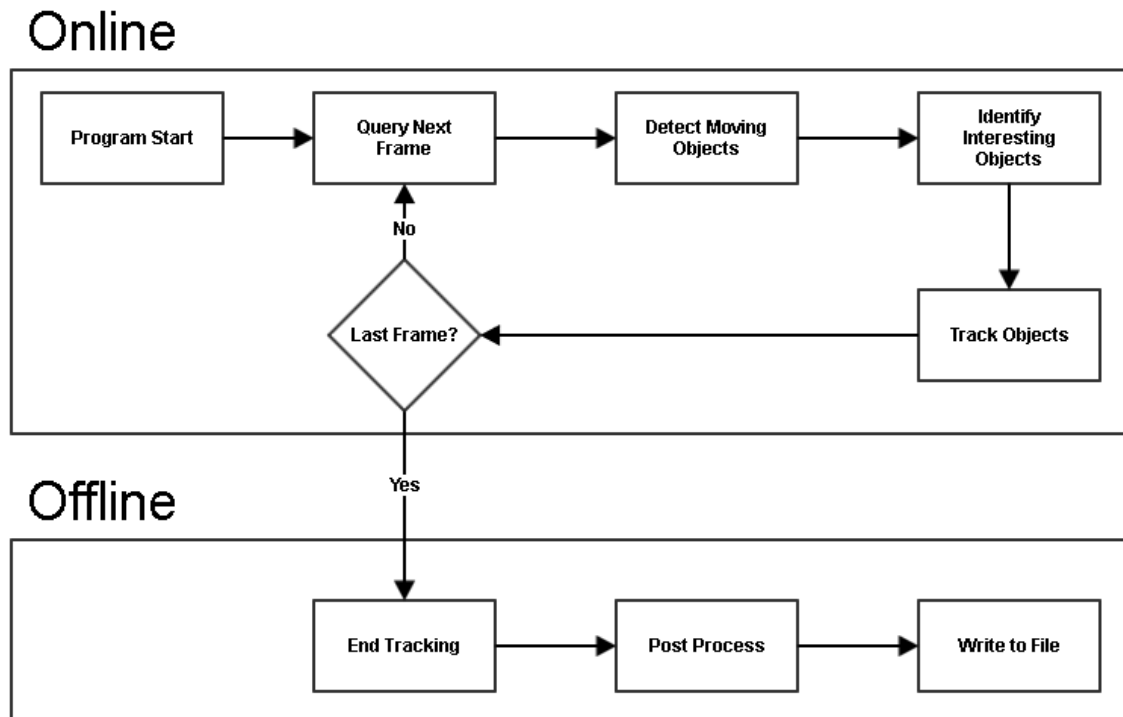 Online
Program Start
Query Next
Frame
Detect Moving
Objects
Identify
Interesting
Objects
No
Last Frame?
Track Objects
Yes
Offline
End Tracking
Post Process
Write to File